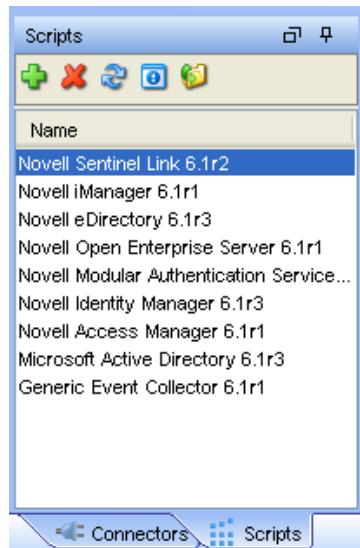 Scripts
Name
Novell Sentinel Link 6.1r2
Novell iManager 6.1r1
Novell eDirectory 6.1r3
Novell Open Enterprise Server 6.1r1
Novell Modular Authentication Service...
Novell Identity Manager 6.1r3
Novell Access Manager 6.1r1
Microsoft Active Directory 6.1r3
Generic Event Collector 6.1r1
Connectors Scripts